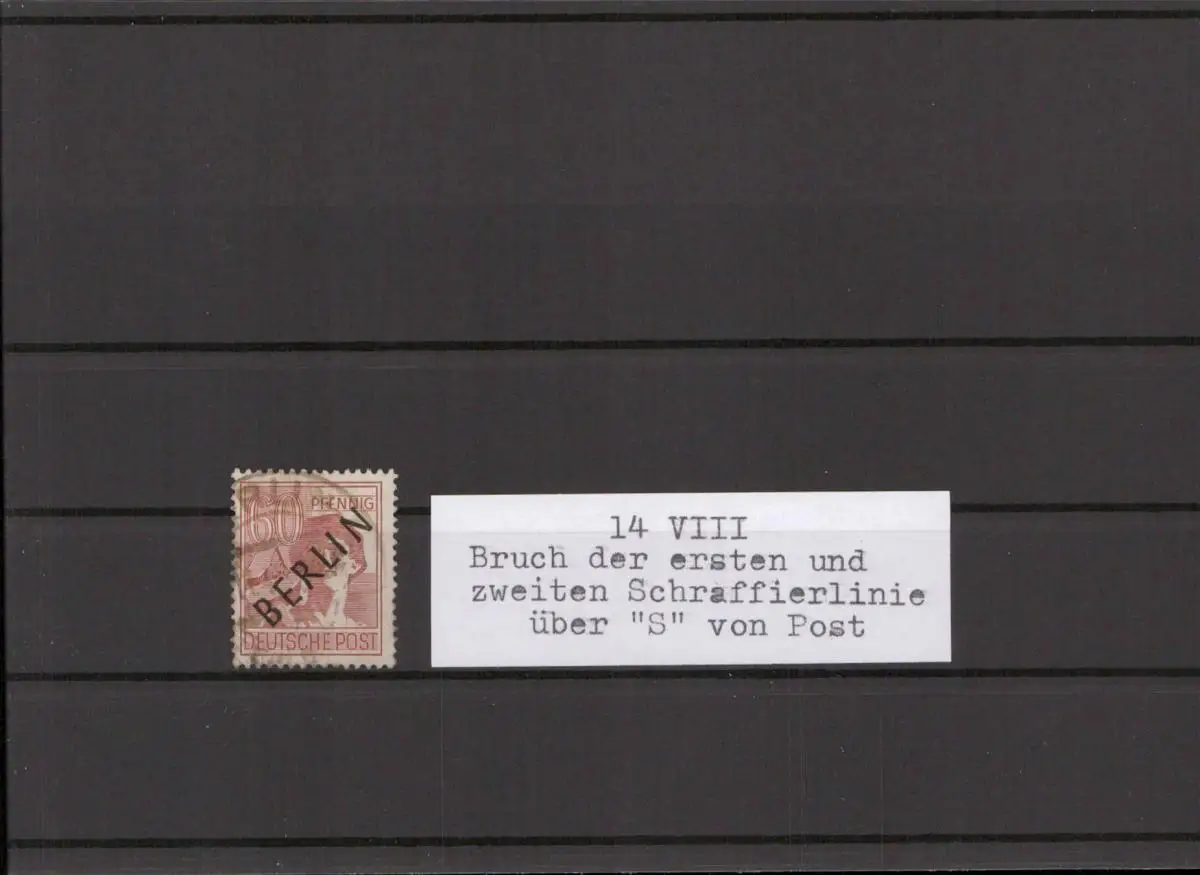 60 PFENNIG
BERLIN
DEUTSCHE POST
14 VIII
Bruch der ersten und
zweiten Schraffierlinie
über "S" von Post